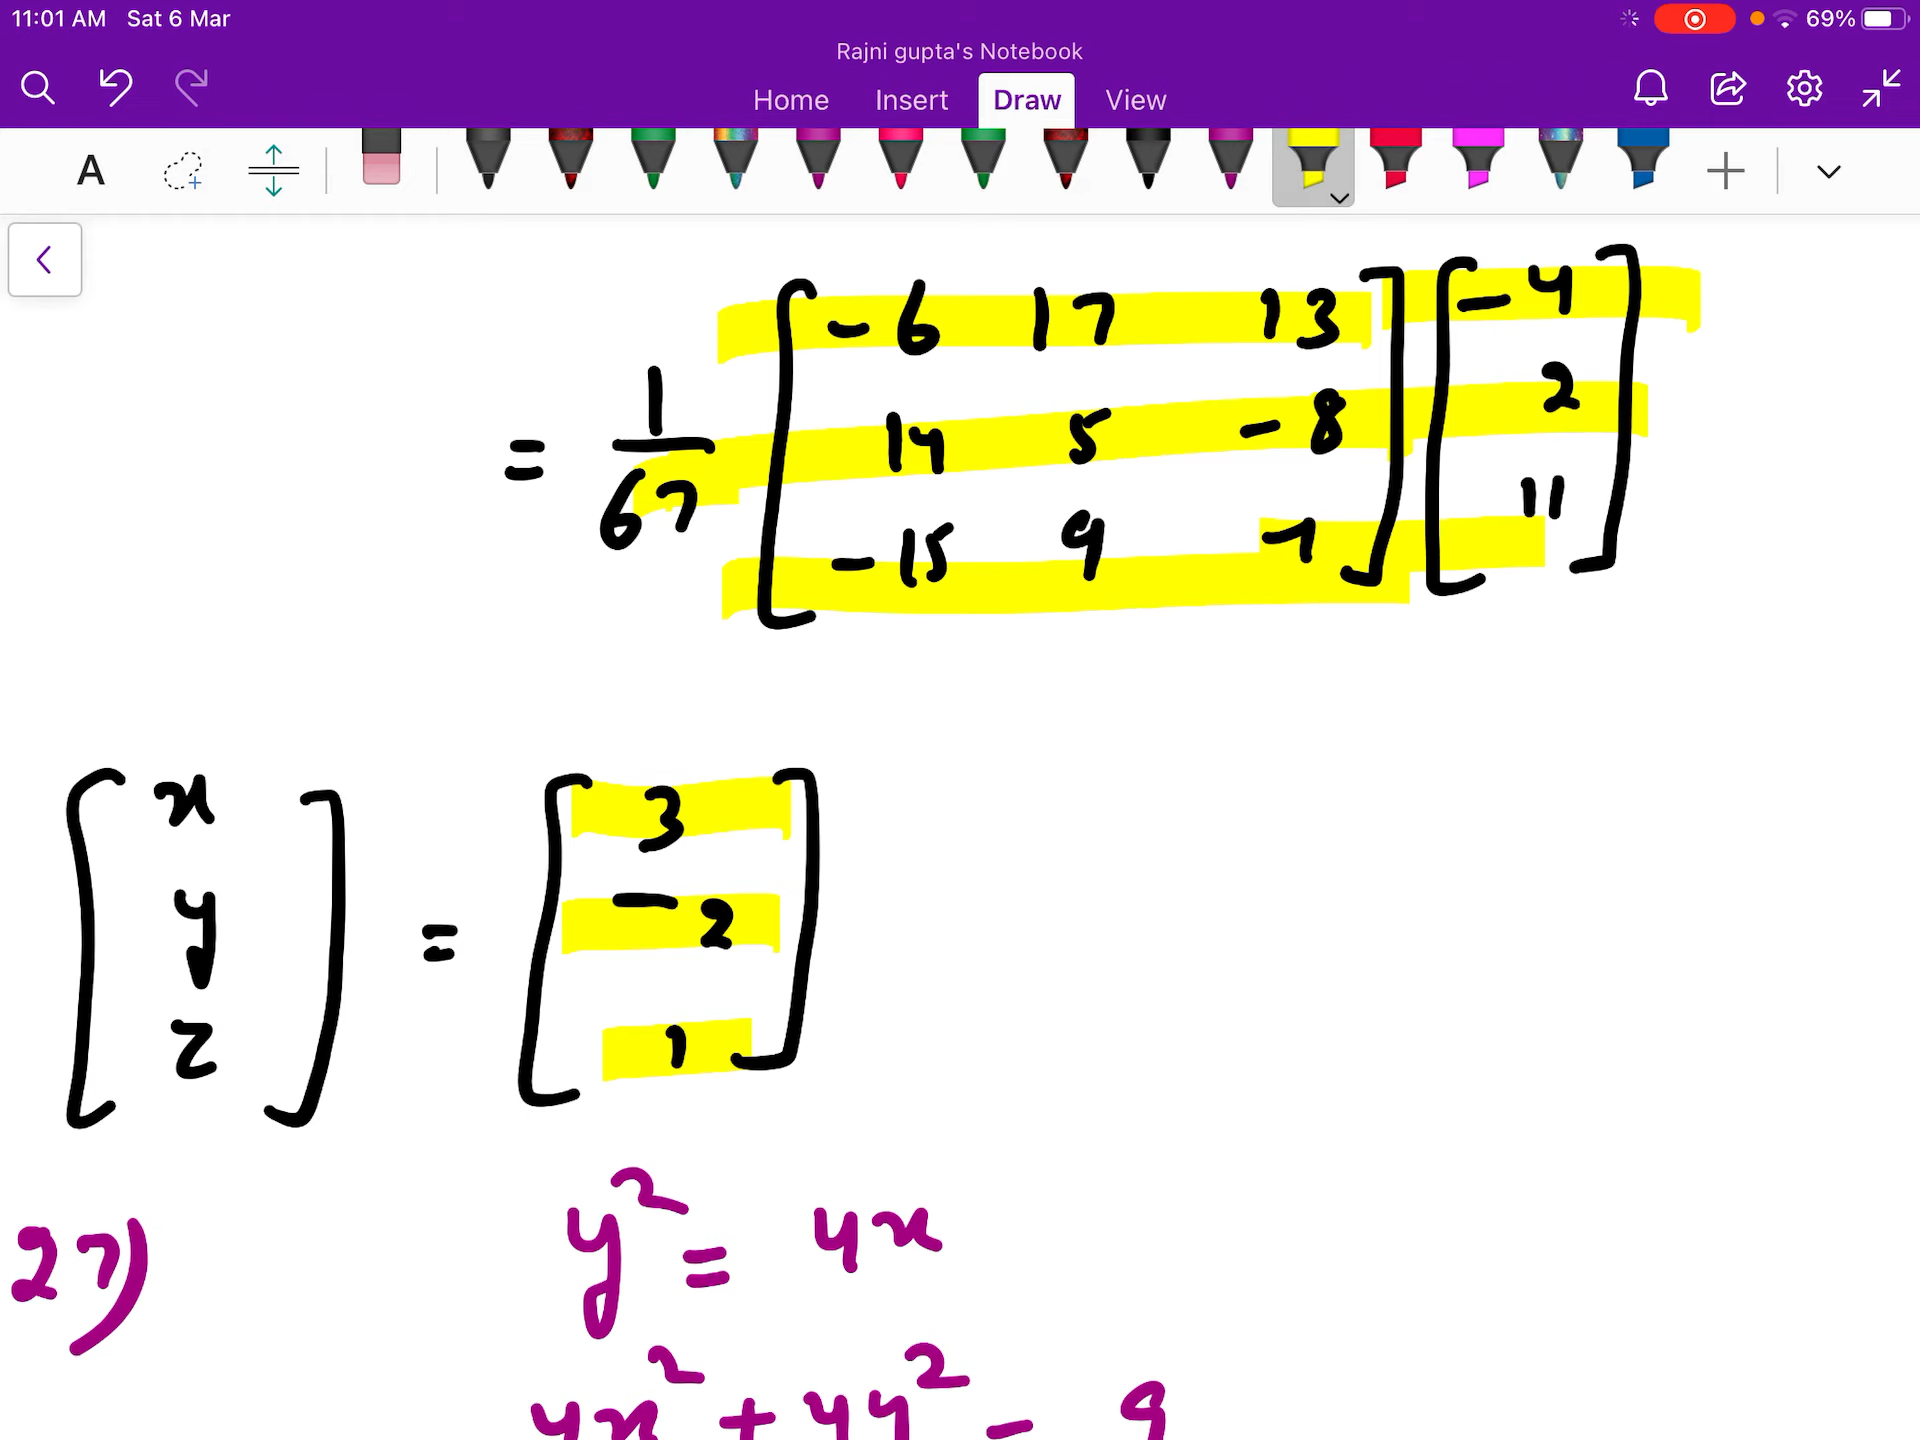 11:01 AM Sat 6 Mar
69%
Rajni gupta's Notebook
Home Insert Draw View
A
= 1/67 [ -6 17 13 ] [ -4 ]
[ 14 5 -8 ] [ 2 ]
[ -15 9 -1 ] [ 11 ]
[ x ] [ 3 ]
[ y ] = [ -2 ]
[ z ] [ 1 ]
27) y² = 4x
4x² + 4y² - 9